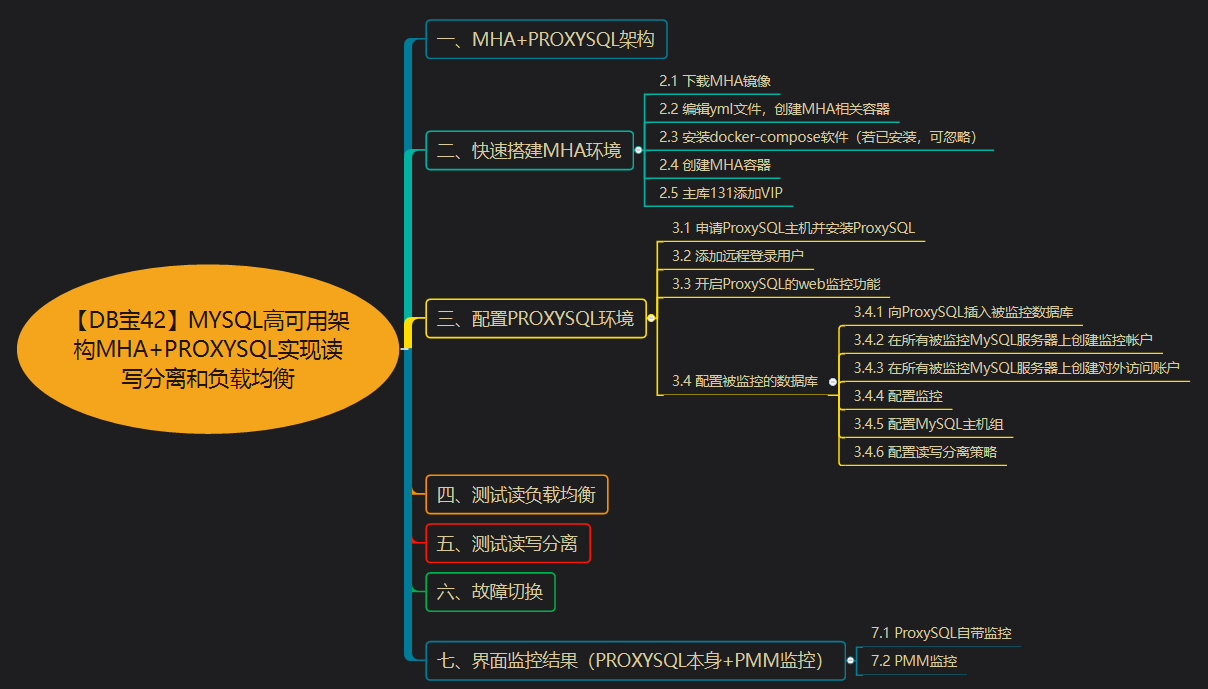 【DB宝42】MYSQL高可用架
构MHA+PROXYSQL实现读
写分离和负载均衡
一、MHA+PROXYSQL架构
二、快速搭建MHA环境
2.1 下载MHA镜像
2.2 编辑yml文件，创建MHA相关容器
2.3 安装docker-compose软件（若已安装，可忽略）
2.4 创建MHA容器
2.5 主库131添加VIP
三、配置PROXYSQL环境
3.1 申请ProxySQL主机并安装ProxySQL
3.2 添加远程登录用户
3.3 开启ProxySQL的web监控功能
3.4 配置被监控的数据库
3.4.1 向ProxySQL插入被监控数据库
3.4.2 在所有被监控MySQL服务器上创建监控帐户
3.4.3 在所有被监控MySQL服务器上创建对外访问账户
3.4.4 配置监控
3.4.5 配置MySQL主机组
3.4.6 配置读写分离策略
四、测试读负载均衡
五、测试读写分离
六、故障切换
七、界面监控结果（PROXYSQL本身+PMM监控）
7.1 ProxySQL自带监控
7.2 PMM监控